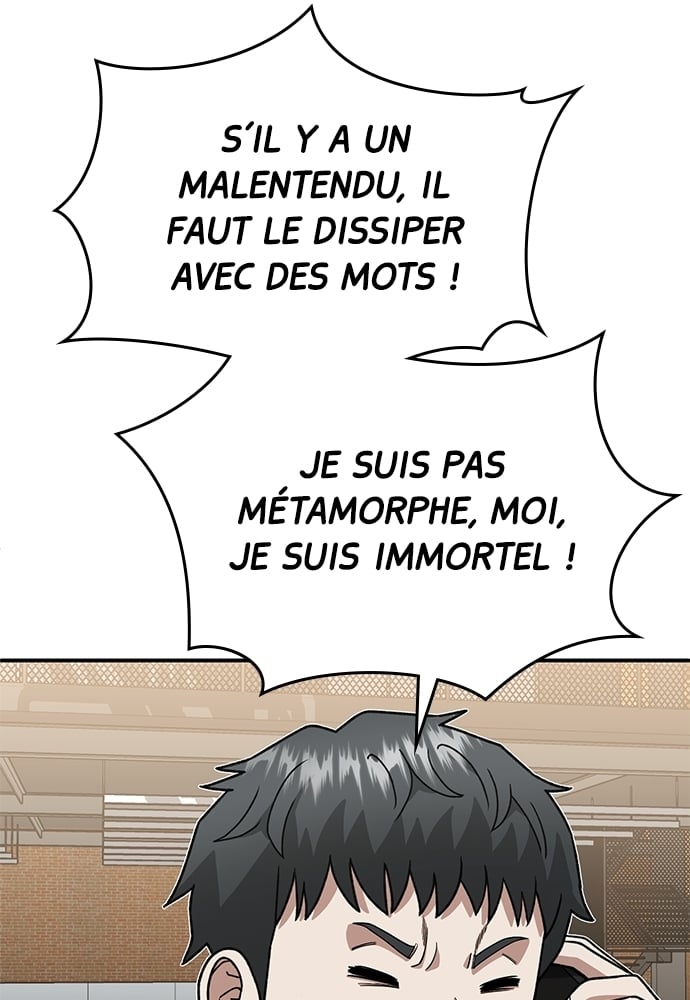 S'IL Y A UN
MALENTENDU, IL
FAUT LE DISSIPER
AVEC DES MOTS !
JE SUIS PAS
MÉTAMORPHE, MOI,
JE SUIS IMMORTEL !